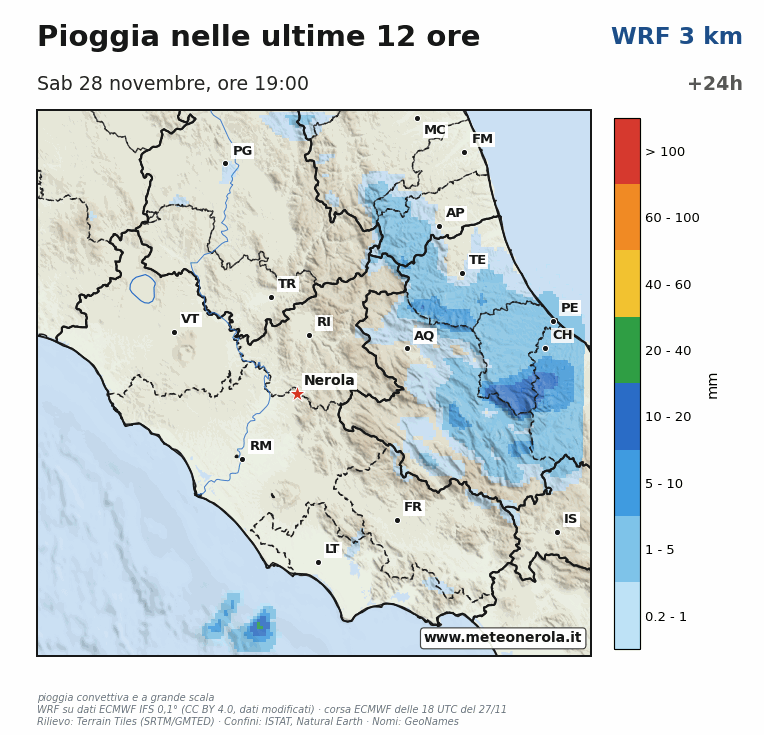 Pioggia nelle ultime 12 ore
WRF 3 km
Sab 28 novembre, ore 19:00
+24h
MC
FM
PG
AP
TE
TR
PE
VT
RI
CH
AQ
Nerola
RM
FR
IS
LT
www.meteonerola.it
> 100
60 - 100
40 - 60
20 - 40
10 - 20
5 - 10
1 - 5
0.2 - 1
mm
pioggia convettiva e a grande scala
WRF su dati ECMWF IFS 0,1° (CC BY 4.0, dati modificati) · corsa ECMWF delle 18 UTC del 27/11
Rilievo: Terrain Tiles (SRTM/GMTED) · Confini: ISTAT, Natural Earth · Nomi: GeoNames